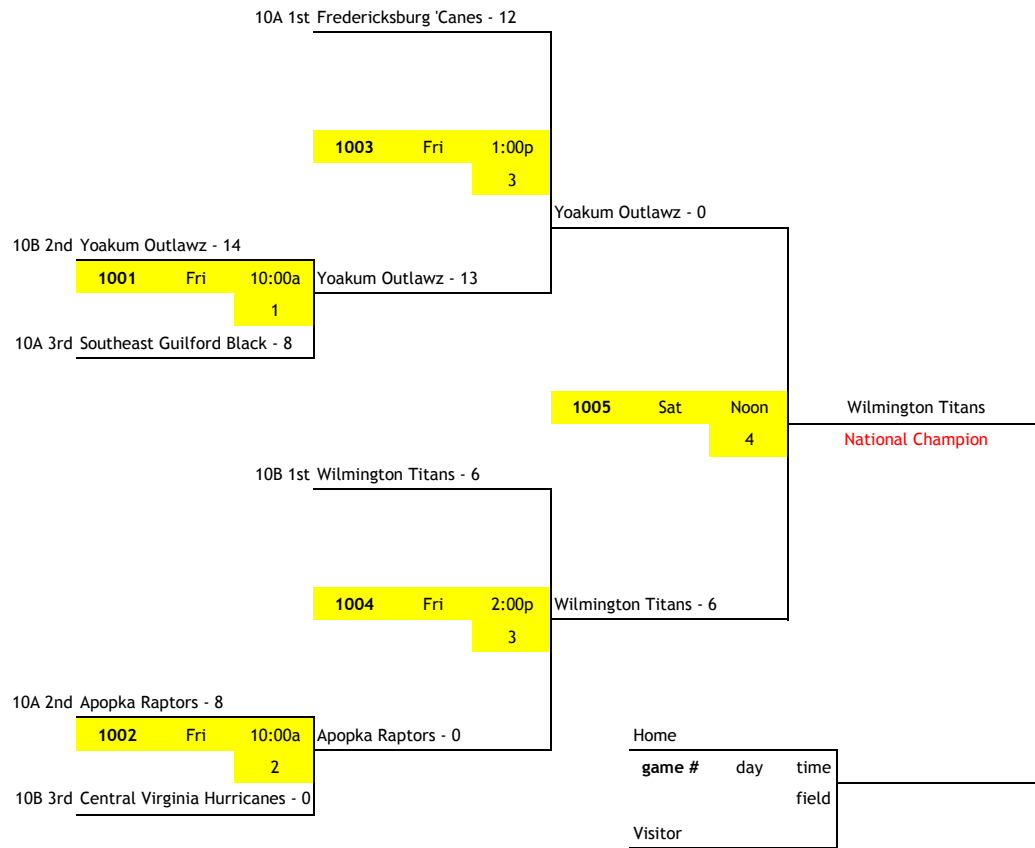 10A 1st Fredericksburg 'Canes - 12
1003 Fri 1:00p
3
Yoakum Outlawz - 0
10B 2nd Yoakum Outlawz - 14
1001 Fri 10:00a Yoakum Outlawz - 13
1
10A 3rd Southeast Guilford Black - 8
1005 Sat Noon Wilmington Titans
4 National Champion
10B 1st Wilmington Titans - 6
1004 Fri 2:00p Wilmington Titans - 6
3
10A 2nd Apopka Raptors - 8
1002 Fri 10:00a Apopka Raptors - 0 Home
2 game # day time
10B 3rd Central Virginia Hurricanes - 0 field
Visitor